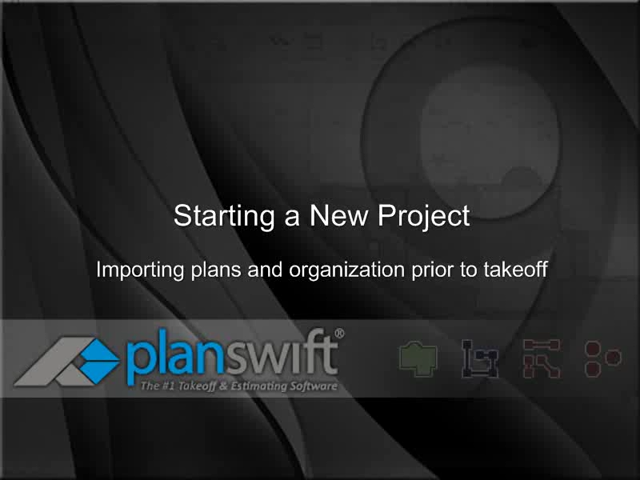 Starting a New Project
Importing plans and organization prior to takeoff
planswift®
The #1 Takeoff & Estimating Software